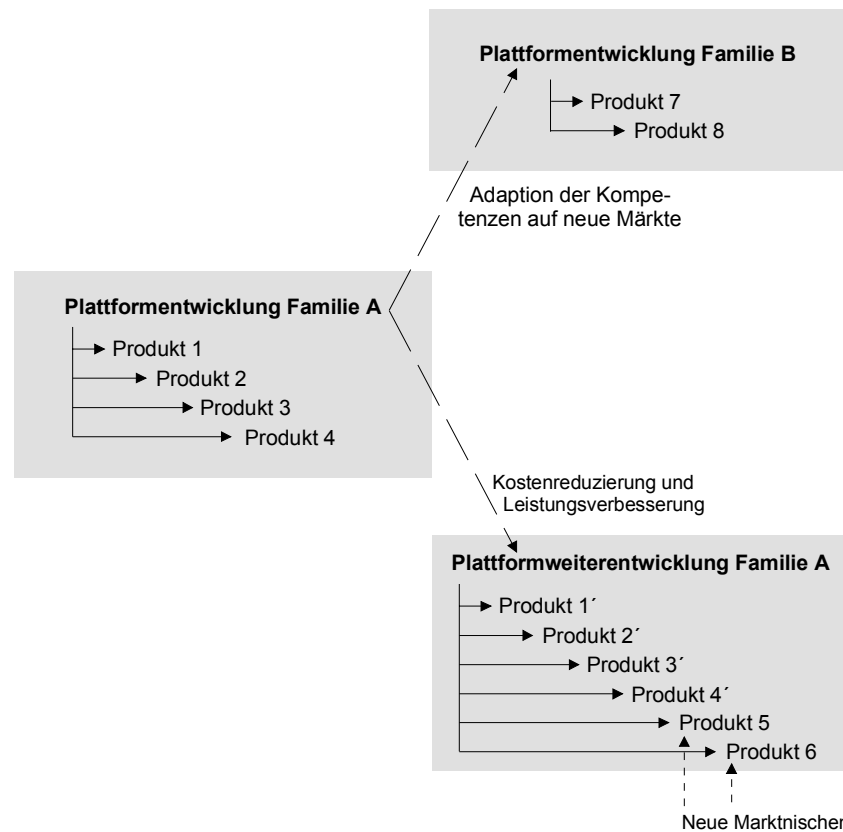 Plattformentwicklung Familie B
Produkt 7
Produkt 8
Adaption der Kompe-
tenzen auf neue Märkte
Plattformentwicklung Familie A
Produkt 1
Produkt 2
Produkt 3
Produkt 4
Kostenreduzierung und
Leistungsverbesserung
Plattformweiterentwicklung Familie A
Produkt 1´
Produkt 2´
Produkt 3´
Produkt 4´
Produkt 5
Produkt 6
Neue Marktnischen